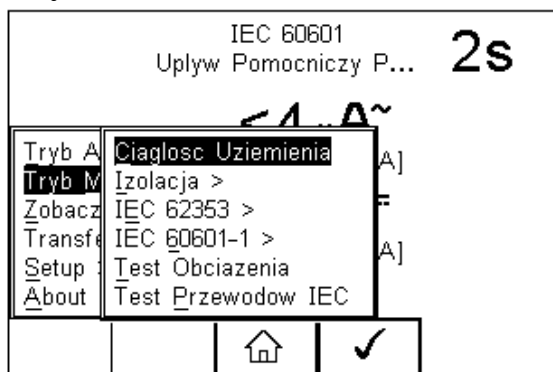 IEC 60601
Uplyw Pomocniczy P... 2s
Tryb A
Tryb M
Zobacz
Transfe
Setup
About
Ciaglosc Uziemienia
Izolacja >
IEC 62353 >
IEC 60601-1 >
Test Obciazenia
Test Przewodow IEC
A]
A]